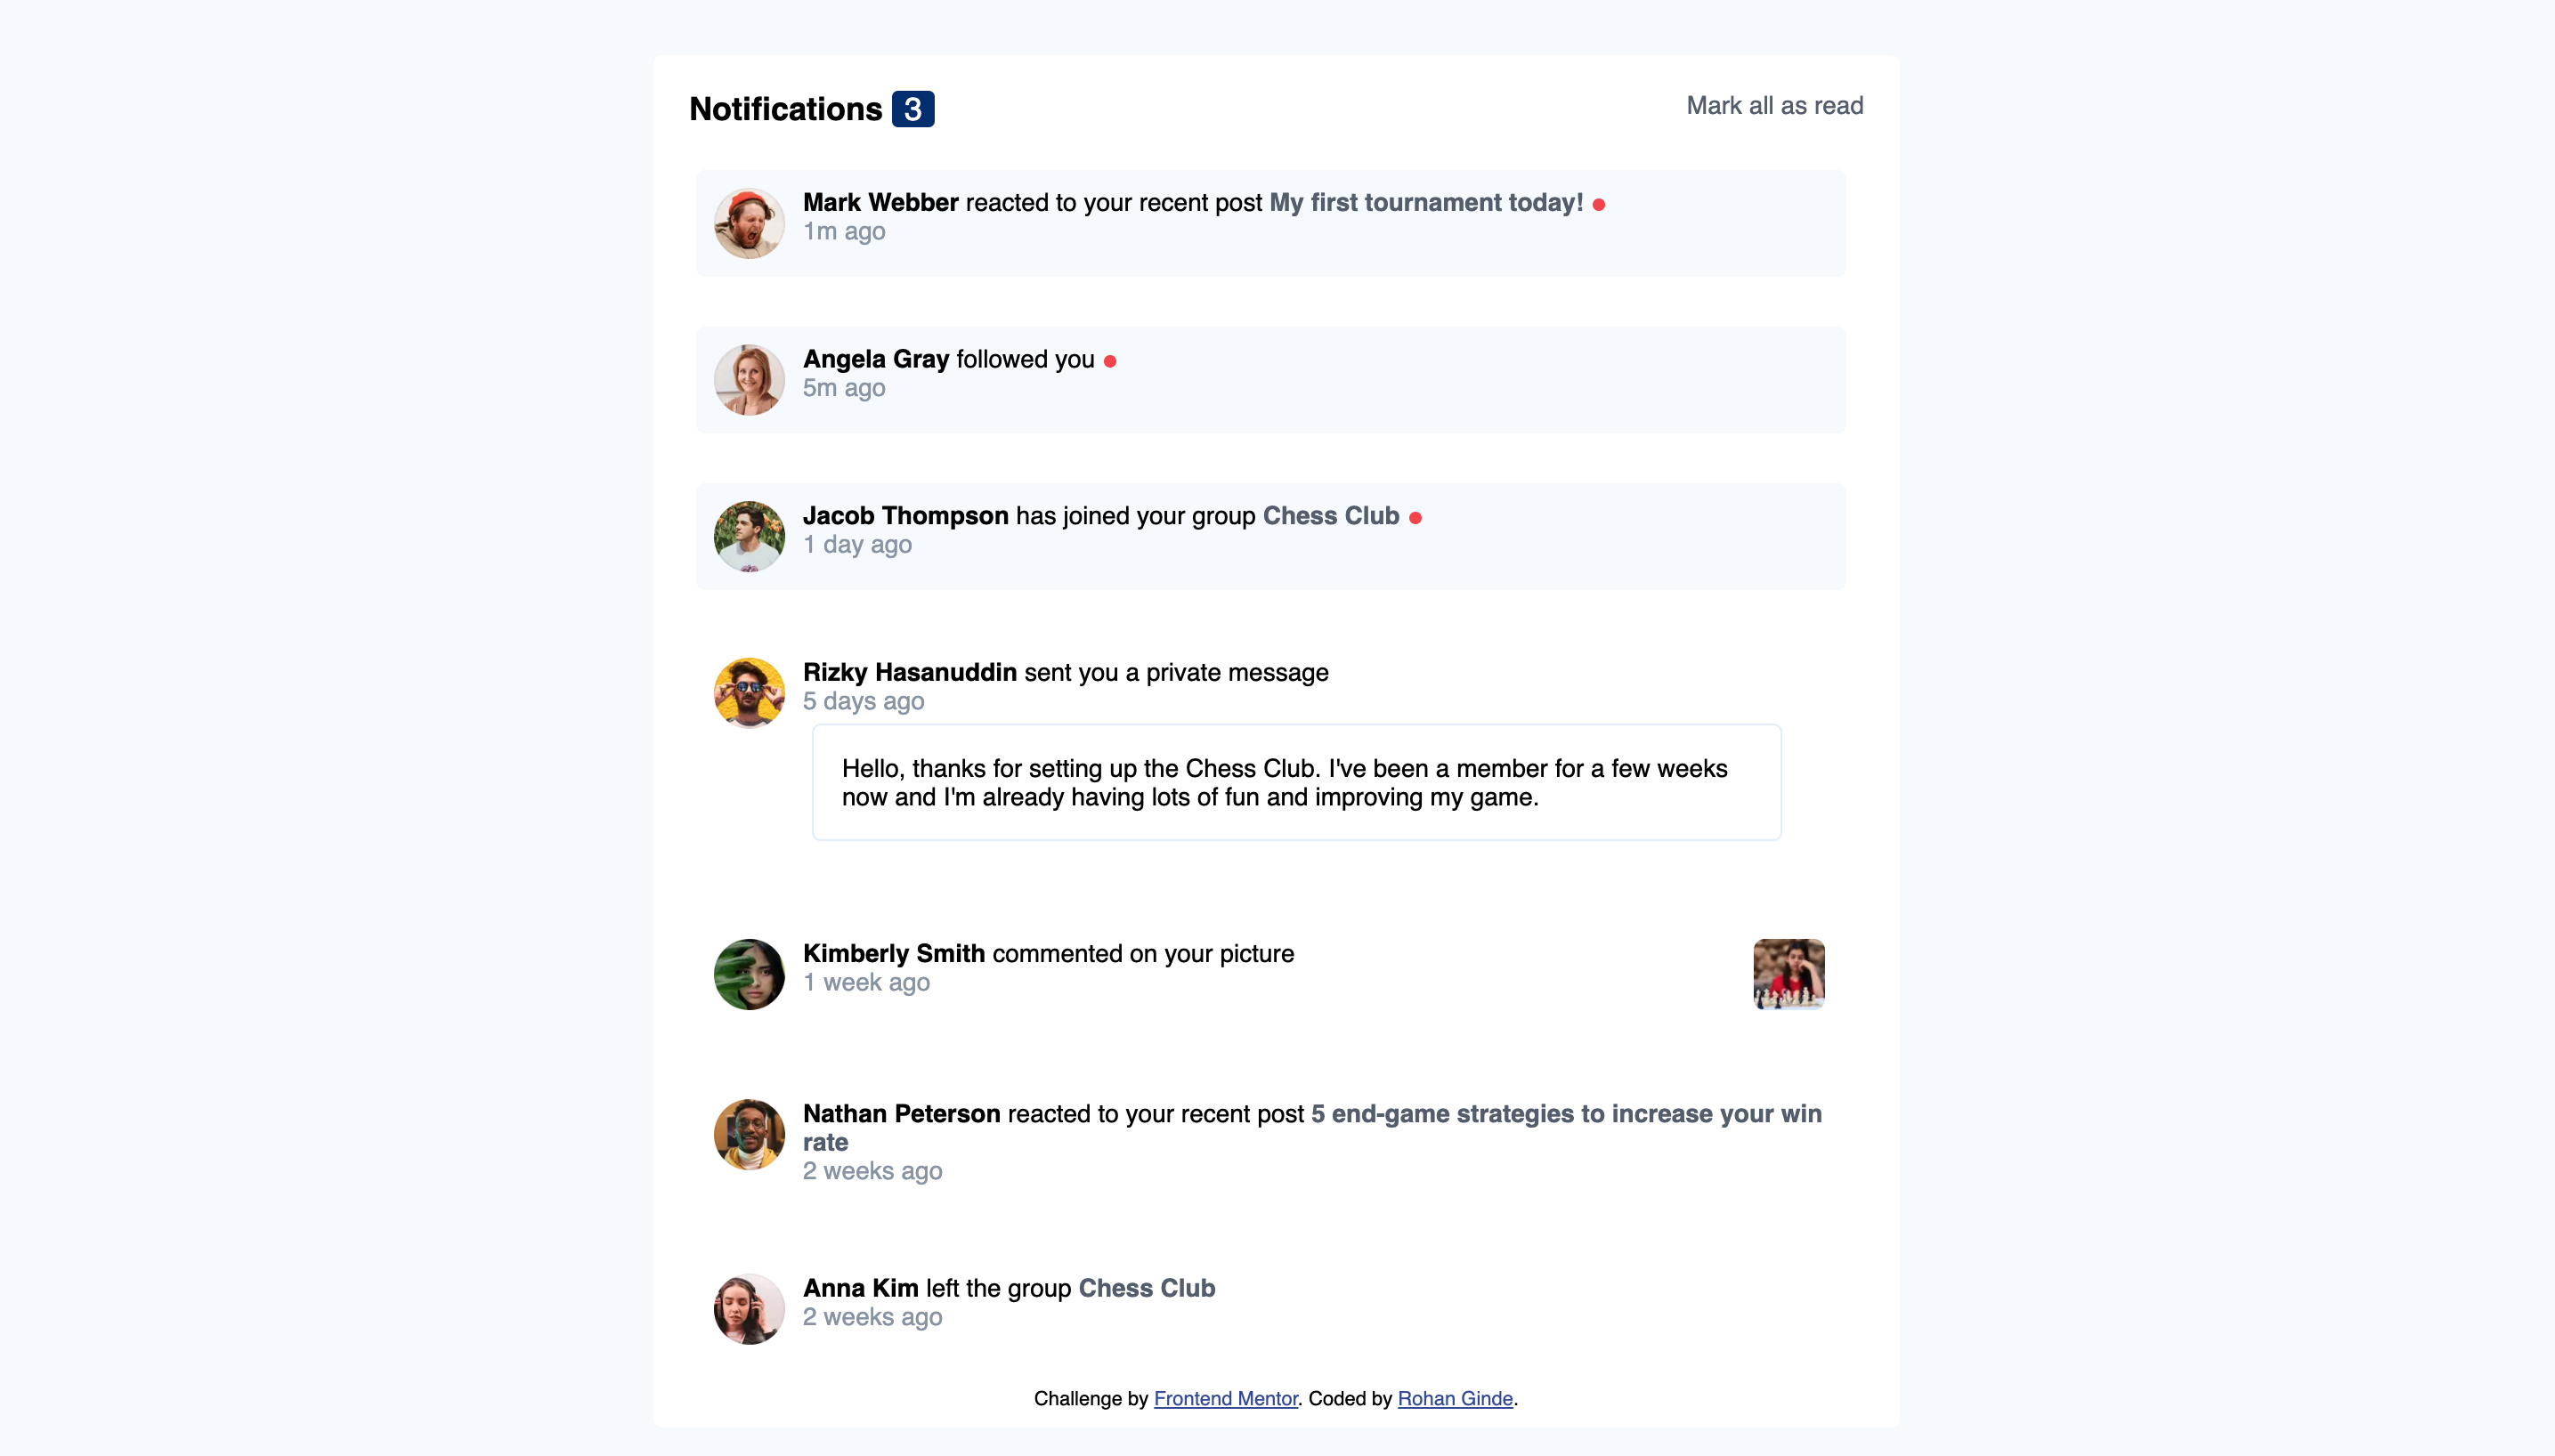 Notifications 3
Mark all as read
Mark Webber reacted to your recent post My first tournament today!
1m ago
Angela Gray followed you
5m ago
Jacob Thompson has joined your group Chess Club
1 day ago
Rizky Hasanuddin sent you a private message
5 days ago
Hello, thanks for setting up the Chess Club. I've been a member for a few weeks
now and I'm already having lots of fun and improving my game.
Kimberly Smith commented on your picture
1 week ago
Nathan Peterson reacted to your recent post 5 end-game strategies to increase your win
rate
2 weeks ago
Anna Kim left the group Chess Club
2 weeks ago
Challenge by Frontend Mentor. Coded by Rohan Ginde.